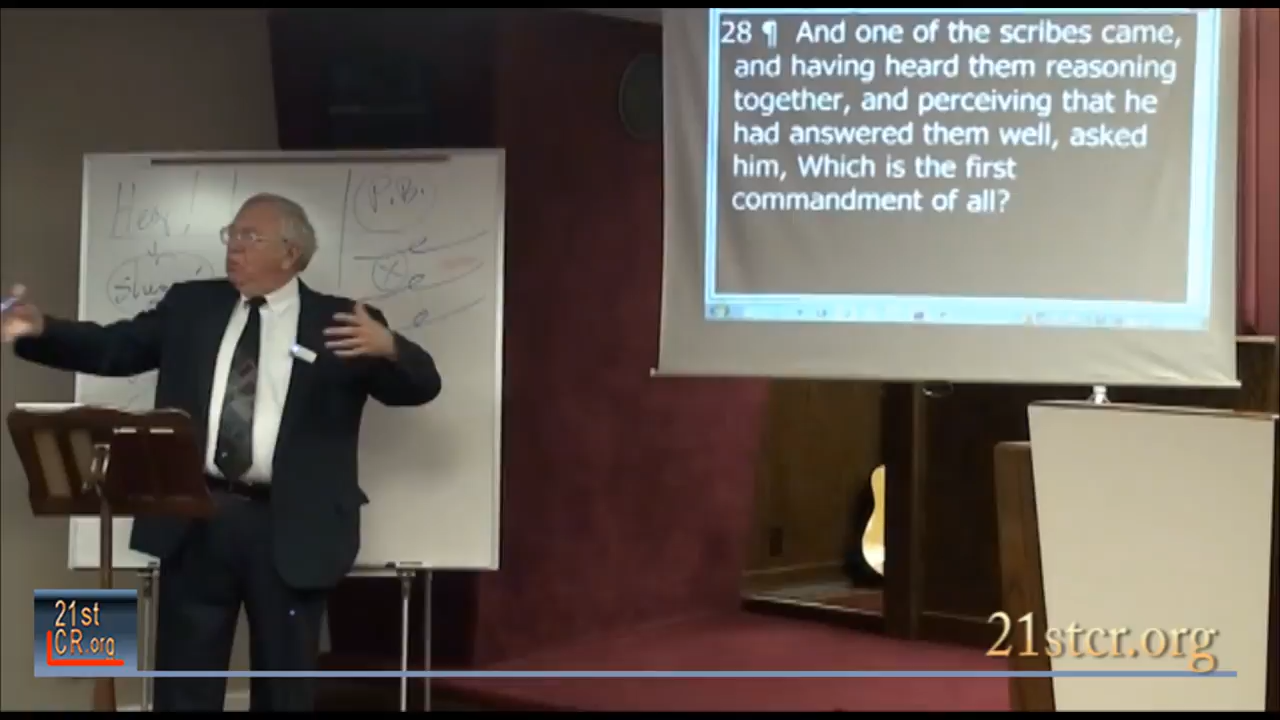 28 ¶ And one of the scribes came,
and having heard them reasoning
together, and perceiving that he
had answered them well, asked
him, Which is the first
commandment of all?
Hear
(P.B.)
X
21st
CR.org
21stcr.org